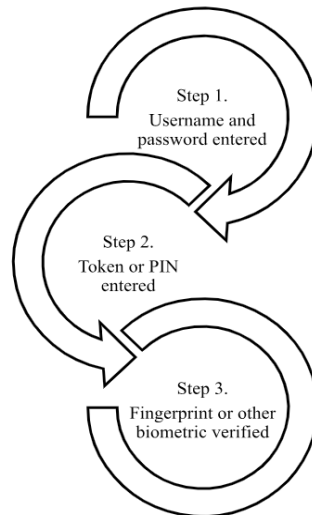 Step 1.
Username and
password entered
Step 2.
Token or PIN
entered
Step 3.
Fingerprint or other
biometric verified